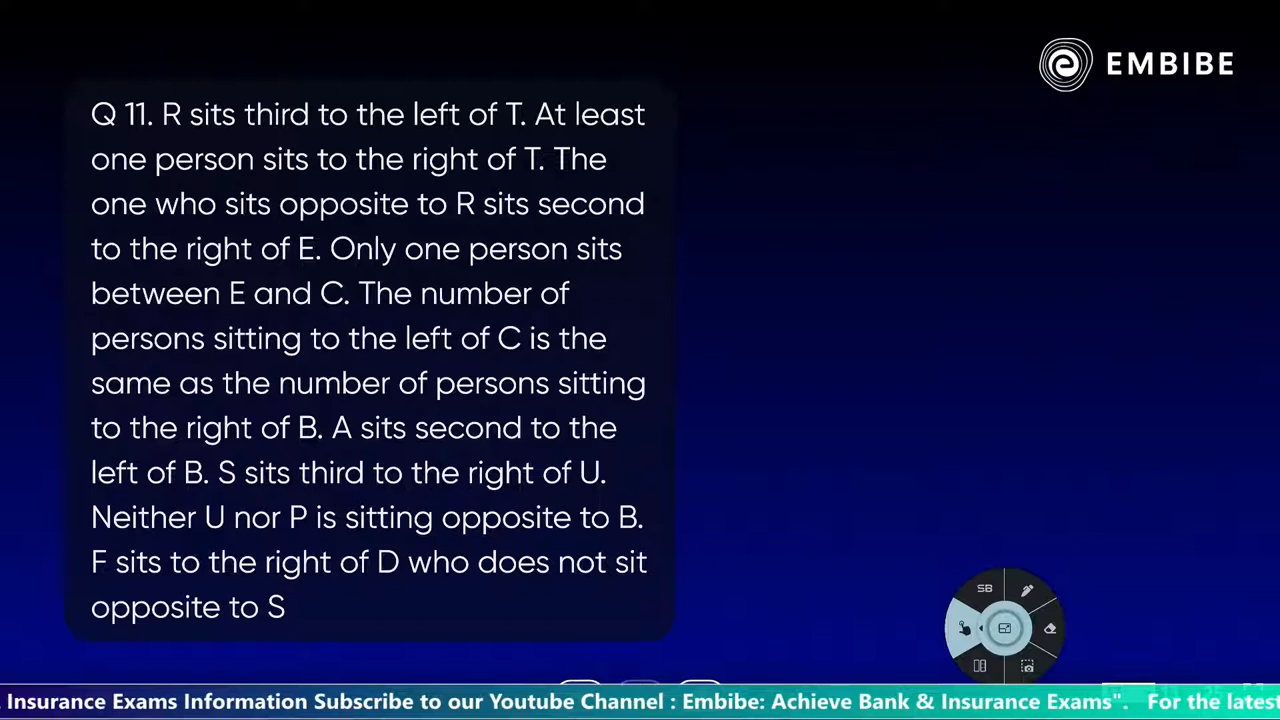 EMBIBE
Q 11. R sits third to the left of T. At least
one person sits to the right of T. The
one who sits opposite to R sits second
to the right of E. Only one person sits
between E and C. The number of
persons sitting to the left of C is the
same as the number of persons sitting
to the right of B. A sits second to the
left of B. S sits third to the right of U.
Neither U nor P is sitting opposite to B.
F sits to the right of D who does not sit
opposite to S
SB
Insurance Exams Information Subscribe to our Youtube Channel : Embibe: Achieve Bank & Insurance Exams". For the latest